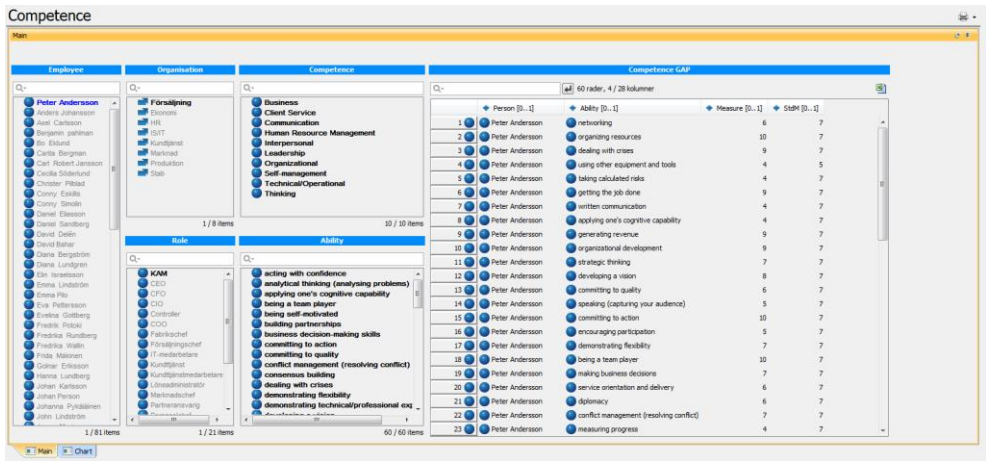 Competence
Main
Employee
Peter Andersson
Anders Johansson
Axel Carlsson
Benjamin pahlman
Bo Eklund
Carita Bergman
Carl Robert Jansson
Cecilia Söderlund
Christer Pilblad
Conny Eskills
Conny Simolin
Daniel Eliasson
Daniel Sandberg
David Delén
David Bahar
Diana Bergström
Diana Lundgren
Elin Israelsson
Emma Lindström
Emma Pilo
Eva Pettersson
Evelina Gottberg
Fredrik Potoki
Fredrika Rundberg
Fredrika Wallin
Frida Mäkinen
Golnar Eriksson
Hanna Lundberg
Johan Karlsson
Johan Person
Johanna Pykäläinen
John Lindström
1 / 81 items
Organisation
Försäljning
Ekonomi
HR
IS/IT
Kundtjänst
Marknad
Produktion
Stab
1 / 8 items
Competence
Business
Client Service
Communication
Human Resource Management
Interpersonal
Leadership
Organizational
Self-management
Technical/Operational
Thinking
10 / 10 items
Role
KAM
CEO
CFO
CIO
Controller
COO
Fabrikschef
Försäljningschef
IT-medarbetare
Kundtjänst
Kundtjänstmedarbetare
Löneadministratör
Marknadschef
Partneransvarig
1 / 21 items
Ability
acting with confidence
analytical thinking (analysing problems)
applying one's cognitive capability
being a team player
being self-motivated
building partnerships
business decision-making skills
committing to action
committing to quality
conflict management (resolving conflict)
consensus building
dealing with crises
demonstrating flexibility
demonstrating technical/professional exp
developing a vision
60 / 60 items
Competence GAP
60 rader, 4 / 28 kolumner
Person [0..1] Ability [0..1] Measure [0..1] StdM [0..1]
1 Peter Andersson networking 6 7
2 Peter Andersson organizing resources 10 7
3 Peter Andersson dealing with crises 9 7
4 Peter Andersson using other equipment and tools 4 5
5 Peter Andersson taking calculated risks 4 7
6 Peter Andersson getting the job done 9 7
7 Peter Andersson written communication 4 7
8 Peter Andersson applying one's cognitive capability 4 7
9 Peter Andersson generating revenue 9 7
10 Peter Andersson organizational development 9 7
11 Peter Andersson strategic thinking 7 7
12 Peter Andersson developing a vision 8 7
13 Peter Andersson committing to quality 6 7
14 Peter Andersson speaking (capturing your audience) 5 7
15 Peter Andersson committing to action 10 7
16 Peter Andersson encouraging participation 5 7
17 Peter Andersson demonstrating flexibility 7 7
18 Peter Andersson being a team player 10 7
19 Peter Andersson making business decisions 7 7
20 Peter Andersson service orientation and delivery 6 7
21 Peter Andersson diplomacy 6 7
22 Peter Andersson conflict management (resolving conflict) 7 7
23 Peter Andersson measuring progress 4 7
Main Chart